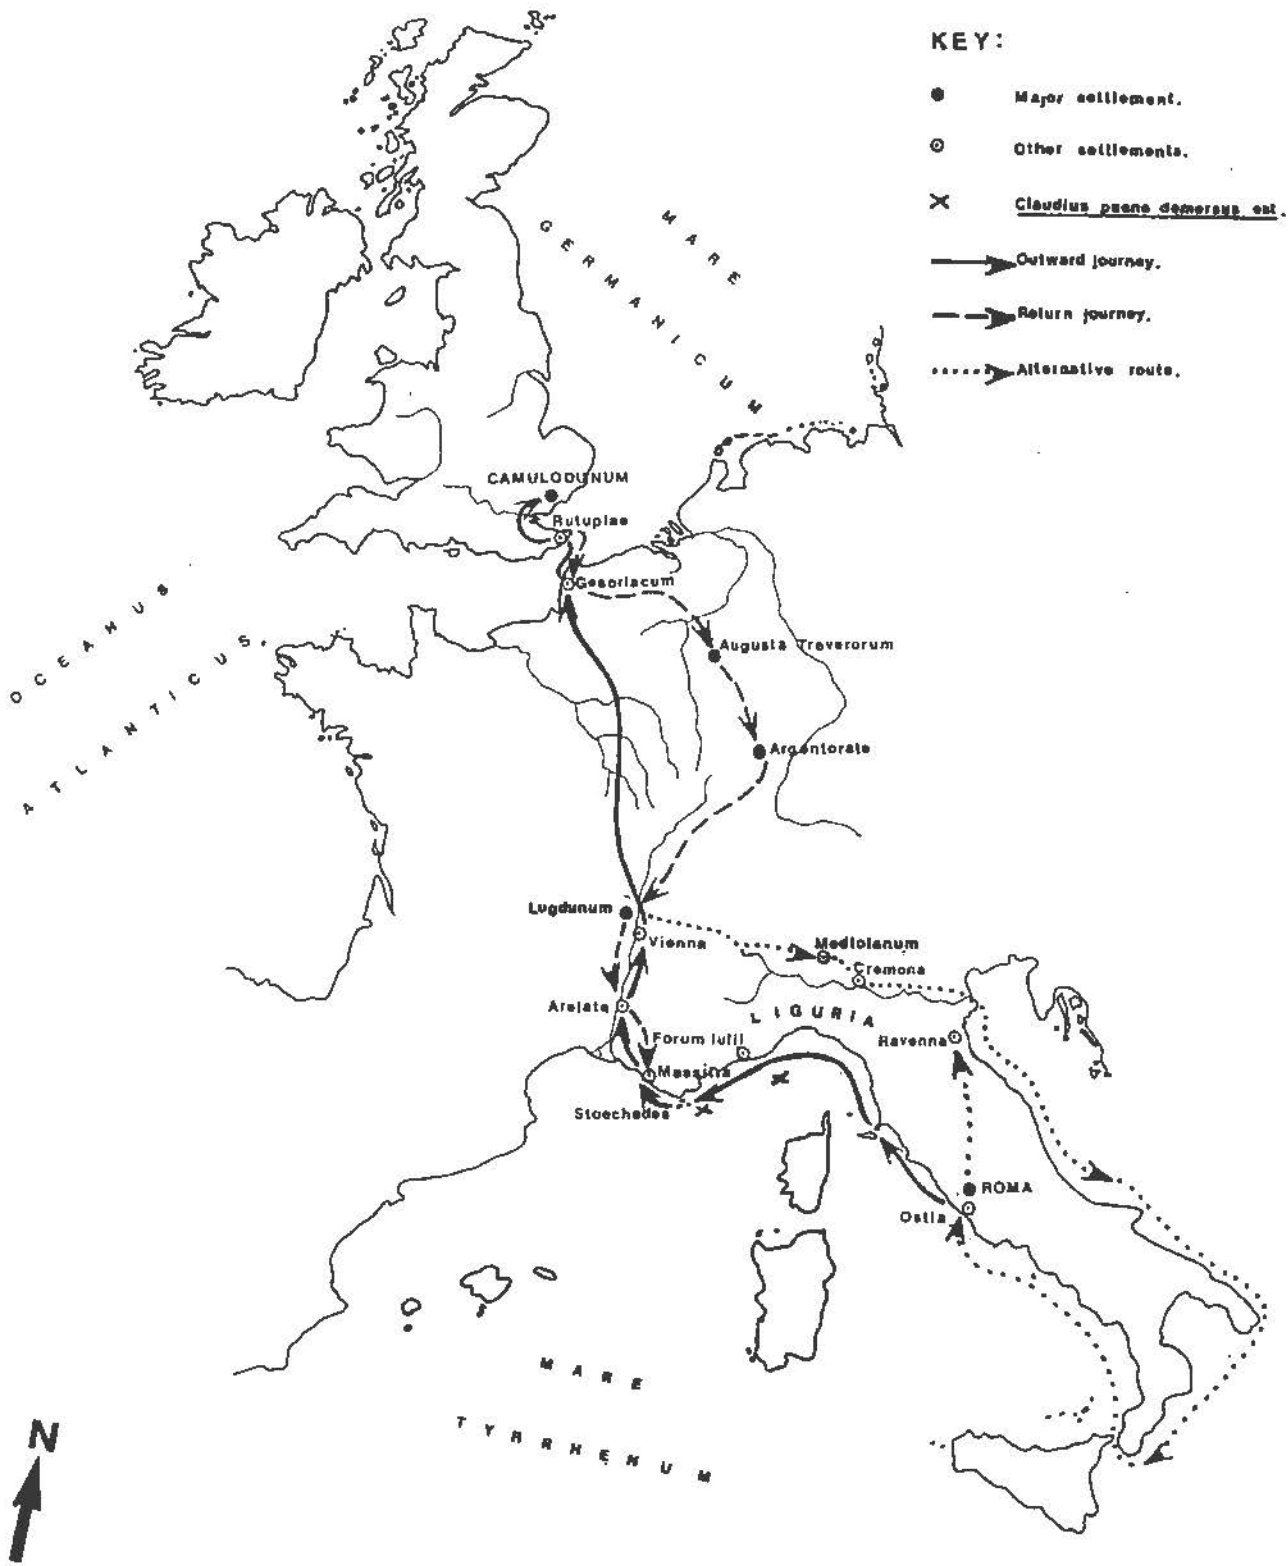 KEY:
Major settlement.
Other settlements.
Claudius paene demersus est.
Outward journey.
Return journey.
Alternative route.
MARE
GERMANICUM
CAMULODUNUM
Rutupiae
Gesoriacum
OCEANUS
ATLANTICUS.
Augusta Treverorum
Argentorate
Lugdunum
Vienna
Mediolanum
Cremona
Arelate
LIGURIA
Forum Iulii
Ravenna
Massilia
Stoechades
ROMA
Ostia
MARE
TYRRHENUM
N